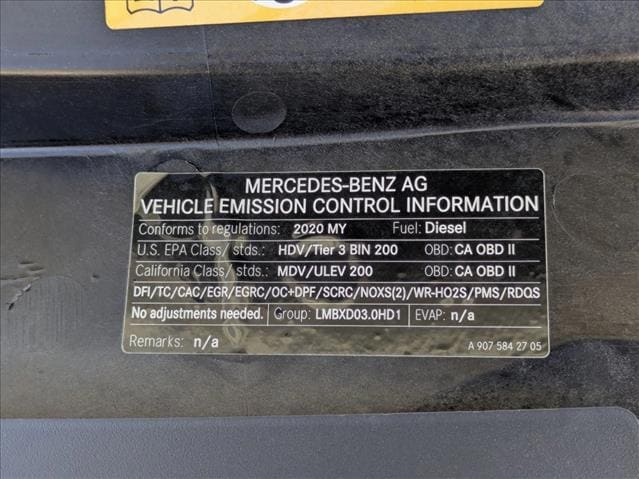 MERCEDES-BENZ AG
VEHICLE EMISSION CONTROL INFORMATION
Conforms to regulations: 2020 MY Fuel: Diesel
U.S. EPA Class/ stds.: HDV/Tier 3 BIN 200 OBD: CA OBD II
California Class/ stds.: MDV/ULEV 200 OBD: CA OBD II
DFI/TC/CAC/EGR/EGRC/OC+DPF/SCRC/NOXS(2)/WR-HO2S/PMS/RDQS
No adjustments needed. Group: LMBXD03.0HD1 EVAP: n/a
Remarks: n/a A 907 584 27 05